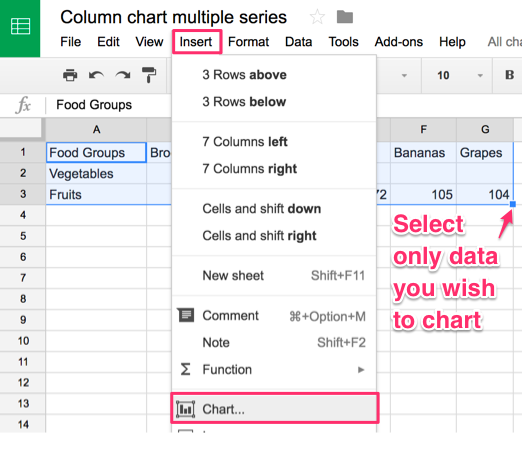 Column chart multiple series
File Edit View Insert Format Data Tools Add-ons Help All cha
10 B
fx Food Groups
A F G
1 Food Groups Bro Bananas Grapes
2 Vegetables
3 Fruits 72 105 104
4
5
6
7
8
9
10
11
12
13
14
3 Rows above
3 Rows below
7 Columns left
7 Columns right
Cells and shift down
Cells and shift right
New sheet Shift+F11
Comment ⌘+Option+M
Note Shift+F2
Σ Function ►
Chart...
Select
only data
you wish
to chart